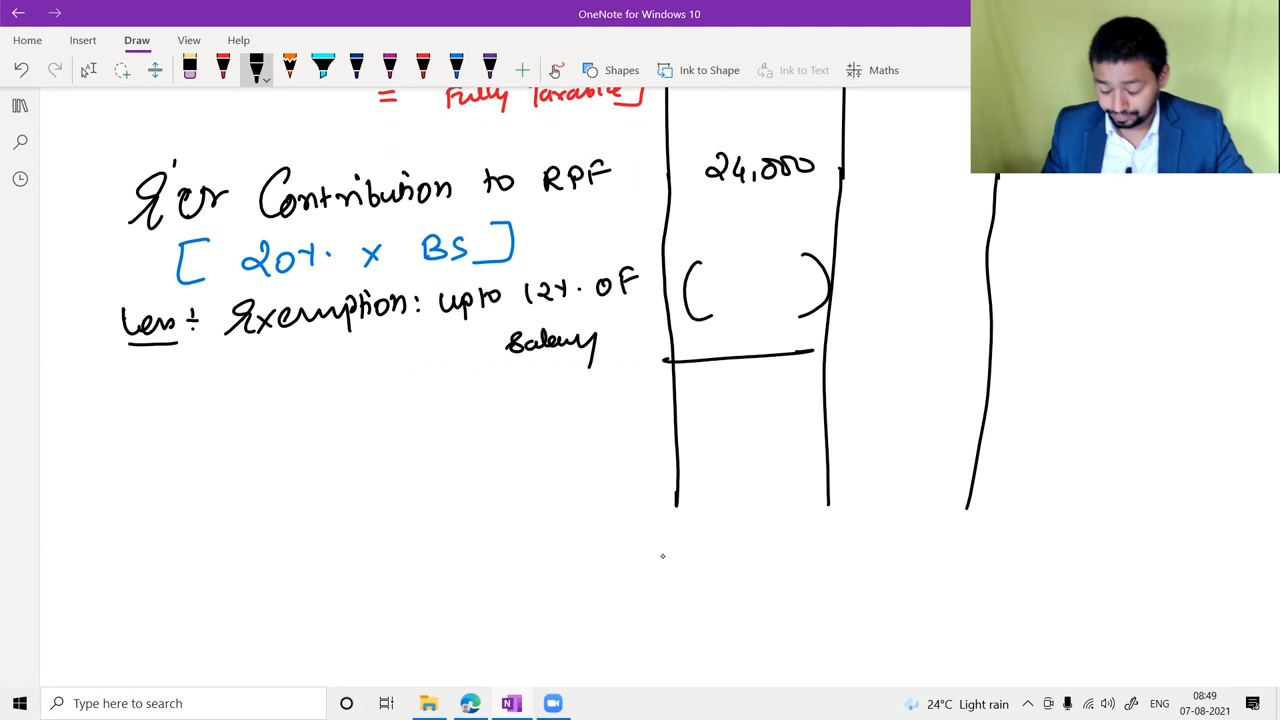 OneNote for Windows 10
Home Insert Draw View Help
Shapes Ink to Shape Ink to Text Maths
= Fully Taxable]
E'er Contribution to RPF 24,000
[ 20%. x BS ]
Less ÷ Exemption: upto 12%. OF ( )
Salary
Type here to search 24°C Light rain ENG 08:49
07-08-2021